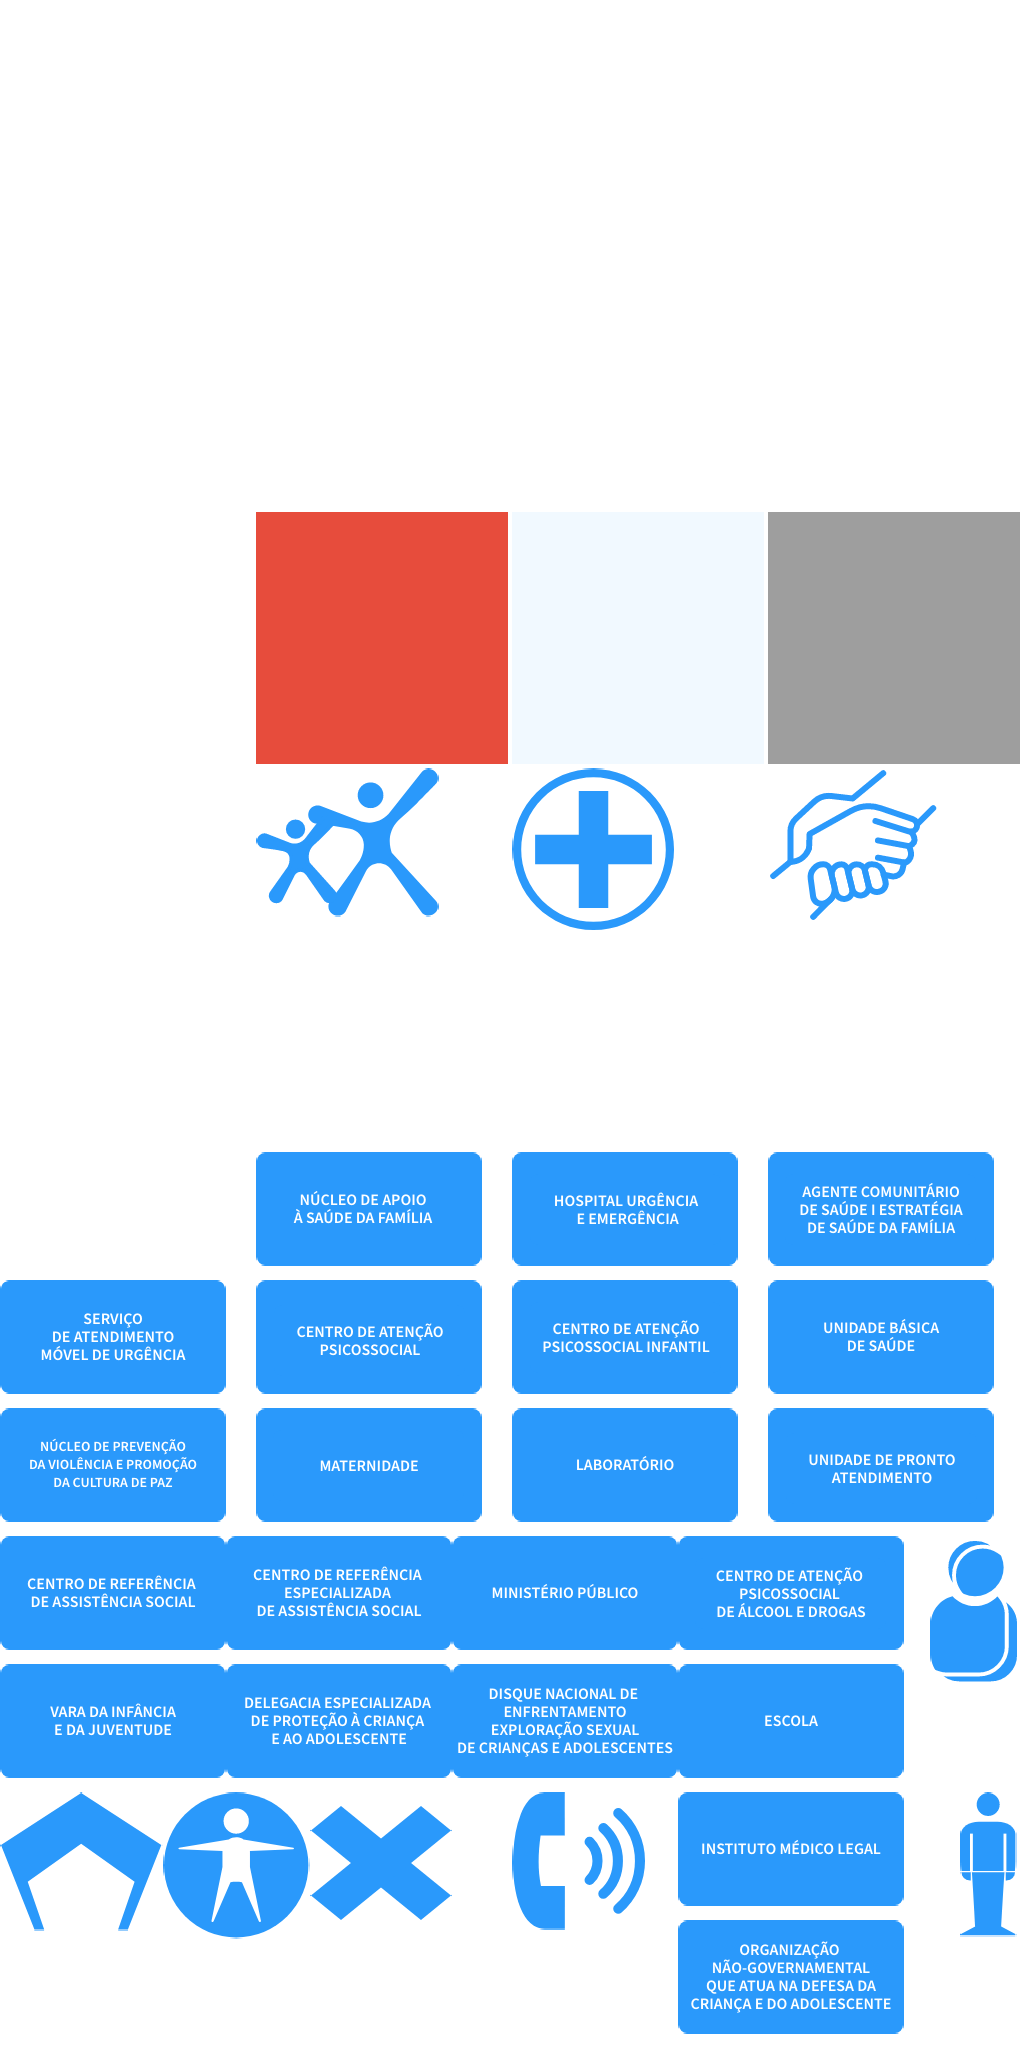 NÚCLEO DE APOIO
À SAÚDE DA FAMÍLIA
HOSPITAL URGÊNCIA
E EMERGÊNCIA
AGENTE COMUNITÁRIO
DE SAÚDE I ESTRATÉGIA
DE SAÚDE DA FAMÍLIA
SERVIÇO
DE ATENDIMENTO
MÓVEL DE URGÊNCIA
CENTRO DE ATENÇÃO
PSICOSSOCIAL
CENTRO DE ATENÇÃO
PSICOSSOCIAL INFANTIL
UNIDADE BÁSICA
DE SAÚDE
NÚCLEO DE PREVENÇÃO
DA VIOLÊNCIA E PROMOÇÃO
DA CULTURA DE PAZ
MATERNIDADE
LABORATÓRIO
UNIDADE DE PRONTO
ATENDIMENTO
CENTRO DE REFERÊNCIA
DE ASSISTÊNCIA SOCIAL
CENTRO DE REFERÊNCIA
ESPECIALIZADA
DE ASSISTÊNCIA SOCIAL
MINISTÉRIO PÚBLICO
CENTRO DE ATENÇÃO
PSICOSSOCIAL
DE ÁLCOOL E DROGAS
VARA DA INFÂNCIA
E DA JUVENTUDE
DELEGACIA ESPECIALIZADA
DE PROTEÇÃO À CRIANÇA
E AO ADOLESCENTE
DISQUE NACIONAL DE
ENFRENTAMENTO
EXPLORAÇÃO SEXUAL
DE CRIANÇAS E ADOLESCENTES
ESCOLA
INSTITUTO MÉDICO LEGAL
ORGANIZAÇÃO
NÃO-GOVERNAMENTAL
QUE ATUA NA DEFESA DA
CRIANÇA E DO ADOLESCENTE